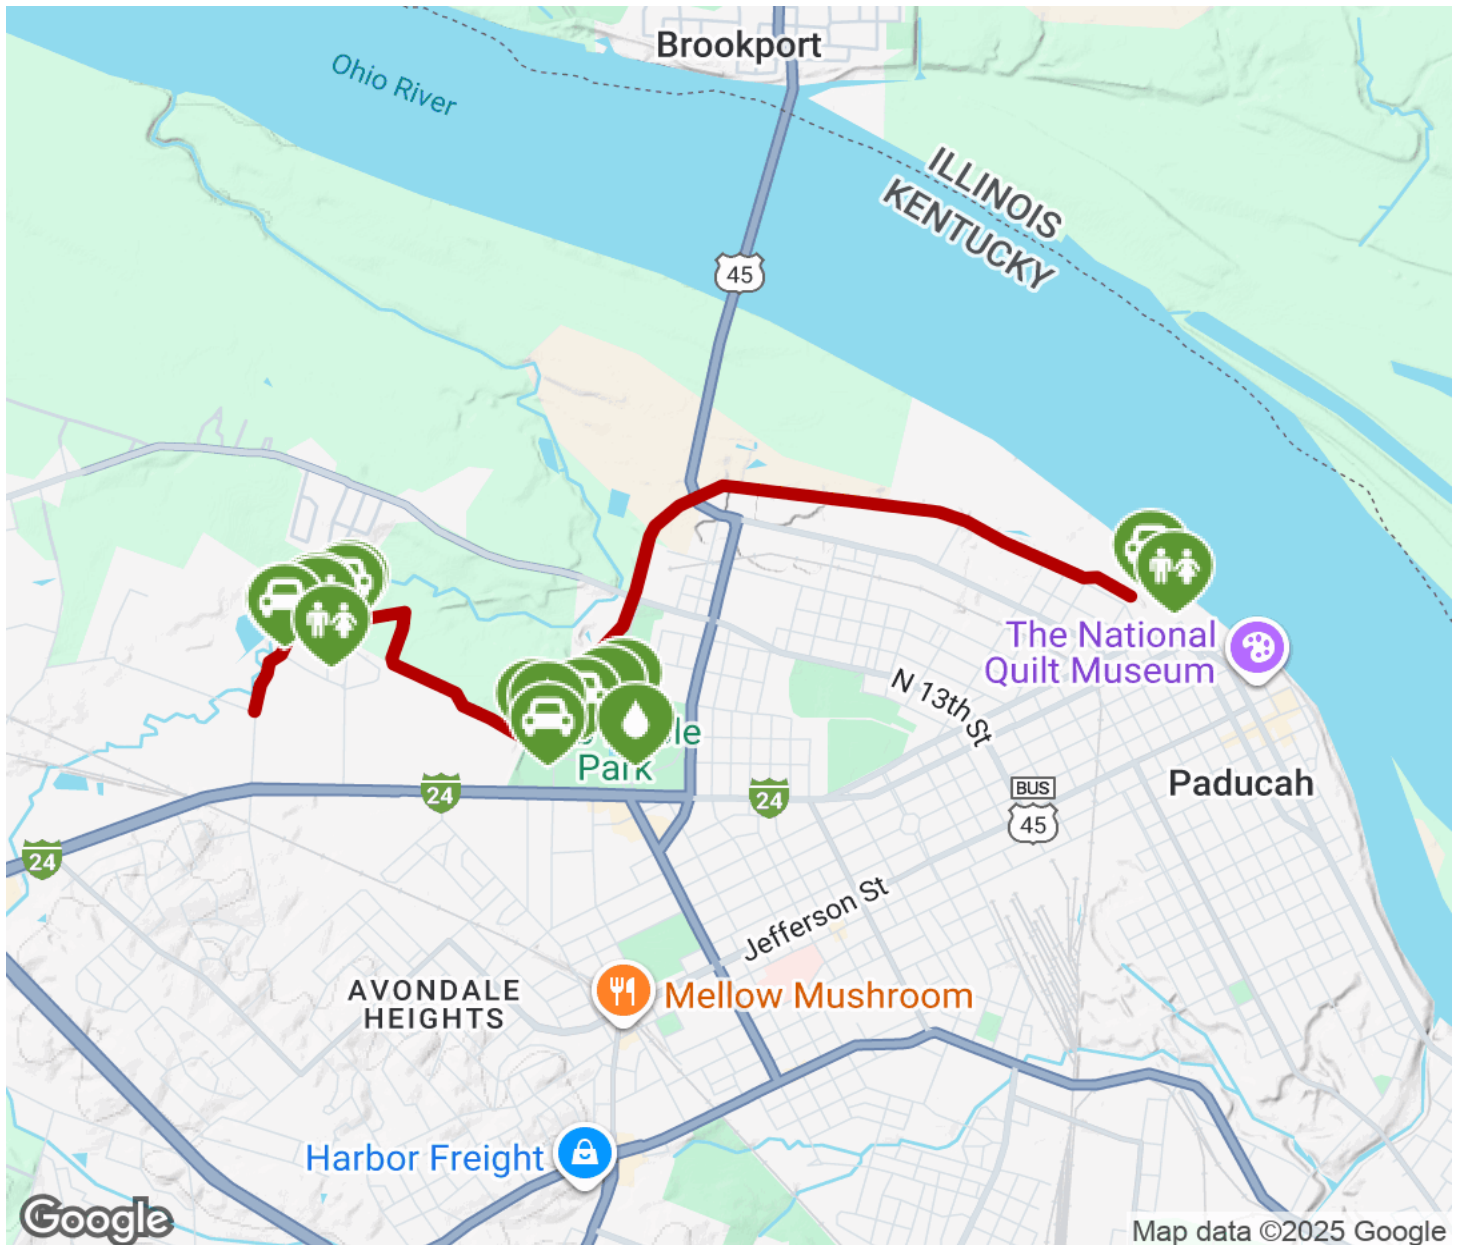 Brookport
Ohio River
ILLINOIS
KENTUCKY
45
The National
Quilt Museum
N 13th St
le
Park
24
24
24
BUS
45
Paducah
Jefferson St
AVONDALE
HEIGHTS
Mellow Mushroom
Harbor Freight
Google
Map data ©2025 Google